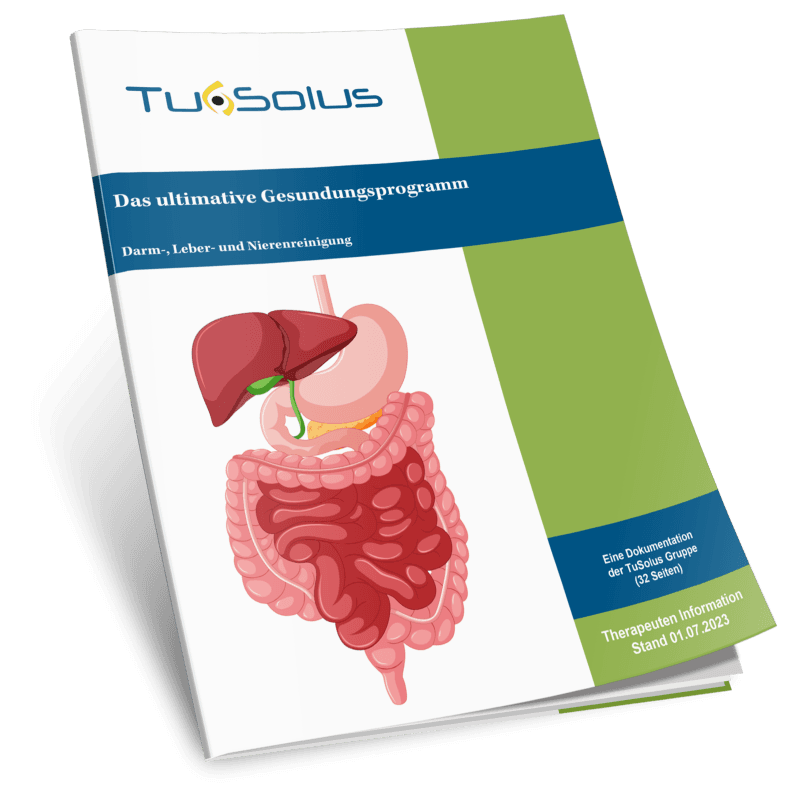 TuSolus
Das ultimative Gesundungsprogramm
Darm-, Leber- und Nierenreinigung
Eine Dokumentation
der TuSolus Gruppe
(32 Seiten)
Therapeuten Information
Stand 01.07.2023